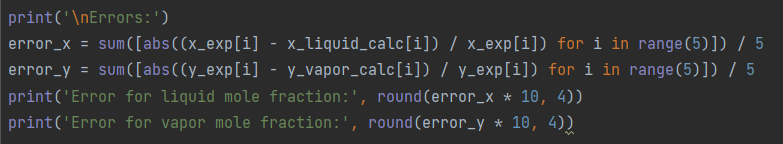 print('\nErrors:')
error_x = sum([abs((x_exp[i] - x_liquid_calc[i]) / x_exp[i]) for i in range(5)]) / 5
error_y = sum([abs((y_exp[i] - y_vapor_calc[i]) / y_exp[i]) for i in range(5)]) / 5
print('Error for liquid mole fraction:', round(error_x * 10, 4))
print('Error for vapor mole fraction:', round(error_y * 10, 4))